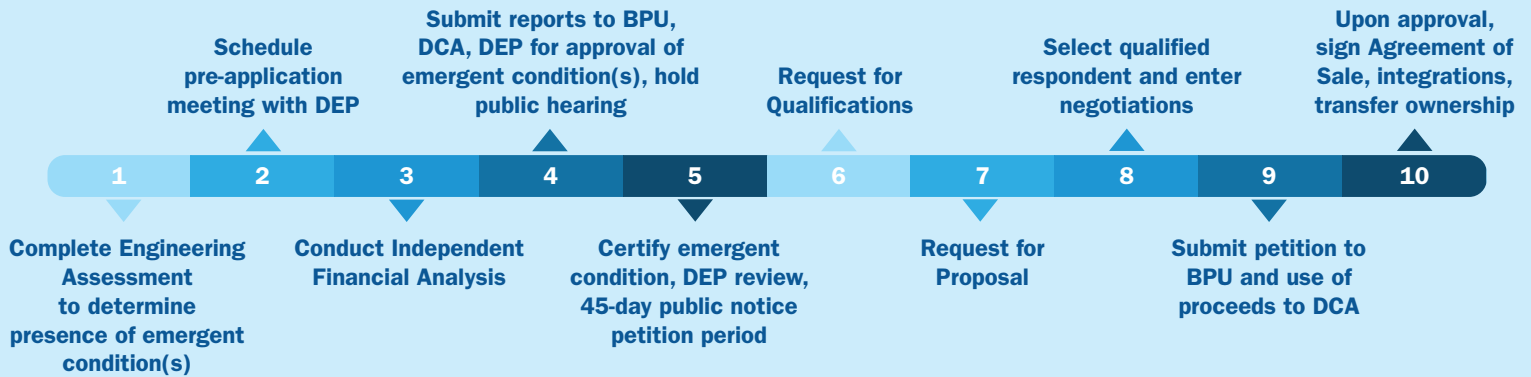 1
Complete Engineering
Assessment
to determine
presence of emergent
condition(s)
2
Schedule
pre-application
meeting with DEP
3
Conduct Independent
Financial Analysis
4
Submit reports to BPU,
DCA, DEP for approval of
emergent condition(s), hold
public hearing
5
Certify emergent
condition, DEP review,
45-day public notice
petition period
6
Request for
Qualifications
7
Request for
Proposal
8
Select qualified
respondent and enter
negotiations
9
Submit petition to
BPU and use of
proceeds to DCA
10
Upon approval,
sign Agreement of
Sale, integrations,
transfer ownership